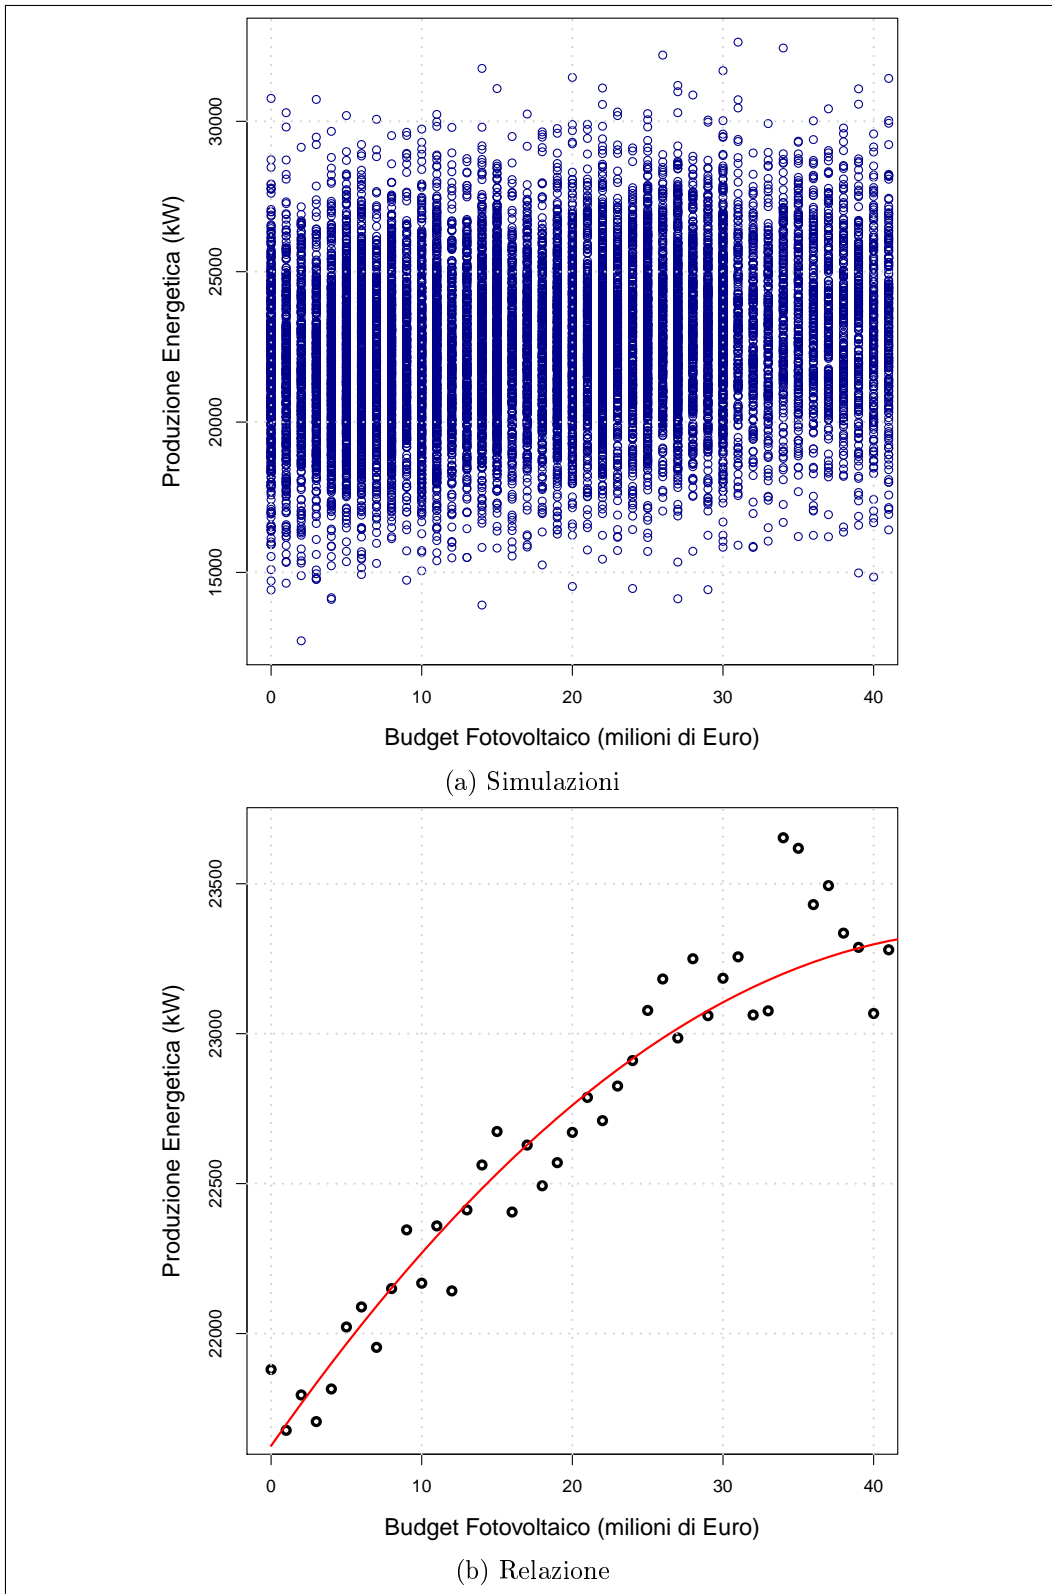 30000
25000
20000
15000
Produzione Energetica (kW)
0 10 20 30 40
Budget Fotovoltaico (milioni di Euro)
(a) Simulazioni
23500
23000
22500
22000
Produzione Energetica (kW)
0 10 20 30 40
Budget Fotovoltaico (milioni di Euro)
(b) Relazione